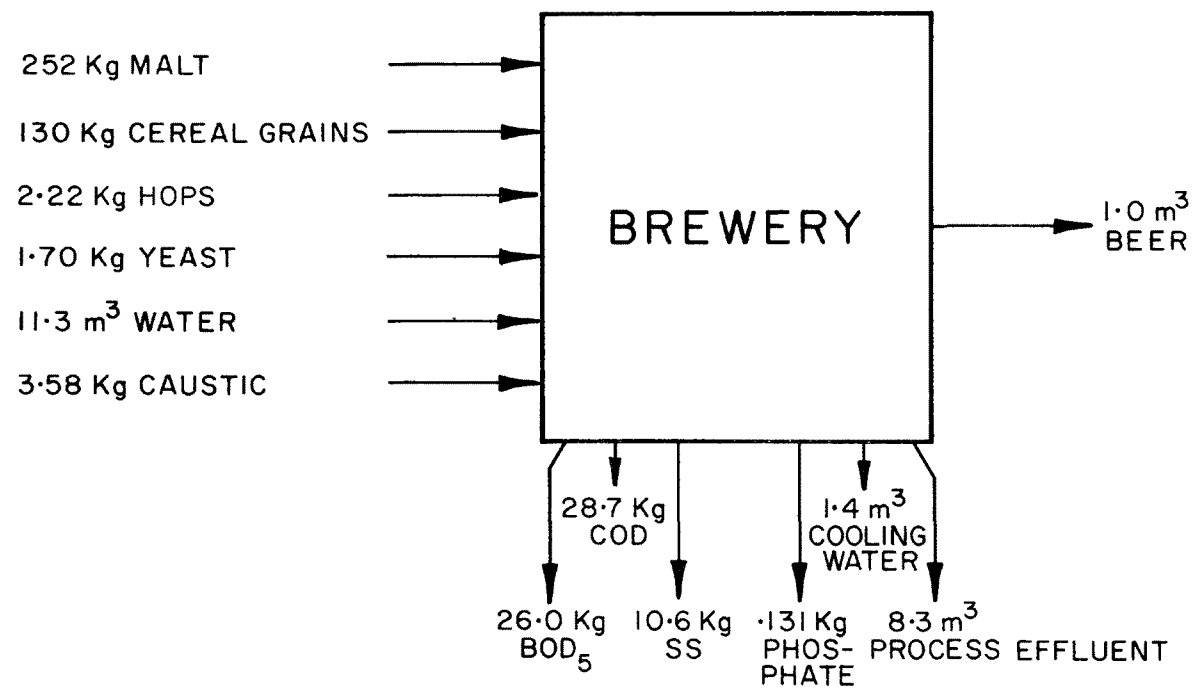 252 Kg MALT
130 Kg CEREAL GRAINS
2·22 Kg HOPS
1·70 Kg YEAST
11·3 m³ WATER
3·58 Kg CAUSTIC
BREWERY
1·0 m³
BEER
28·7 Kg
COD
1·4 m³
COOLING
WATER
26·0 Kg
BOD₅
10·6 Kg
SS
·131 Kg
PHOS-
PHATE
8·3 m³
PROCESS EFFLUENT